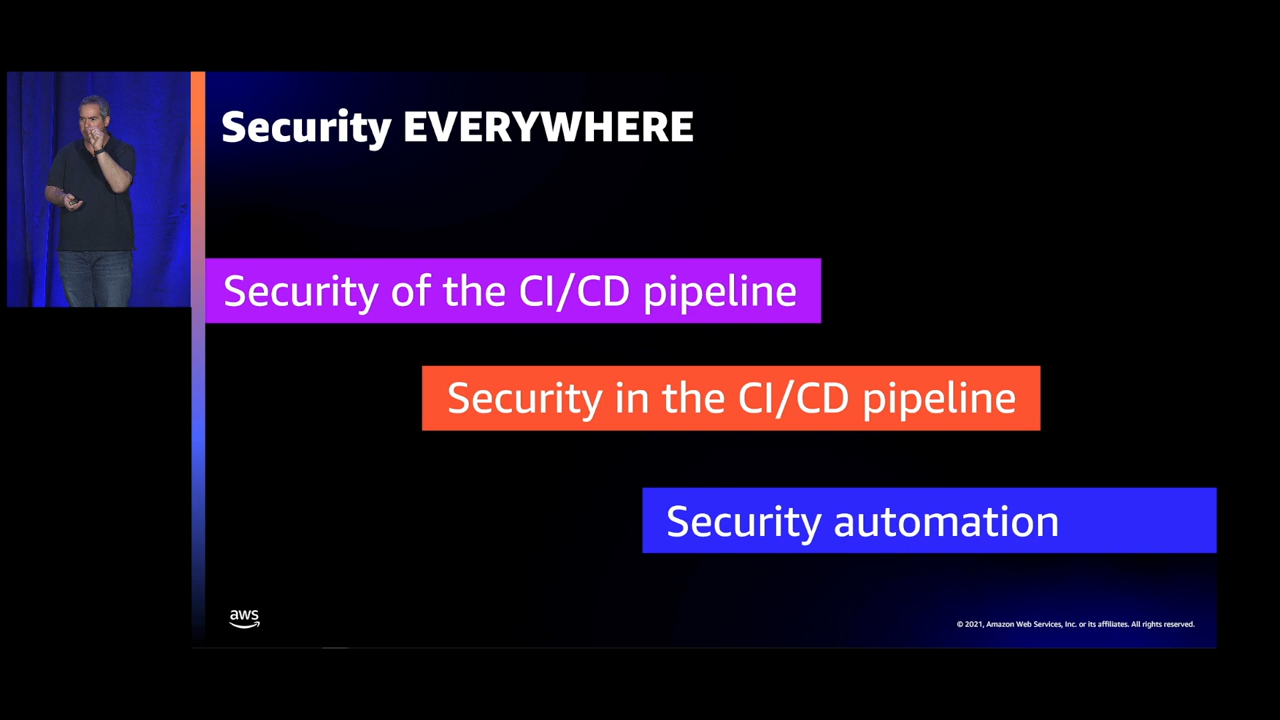 Security EVERYWHERE
Security of the CI/CD pipeline
Security in the CI/CD pipeline
Security automation
aws
© 2021, Amazon Web Services, Inc. or its affiliates. All rights reserved.